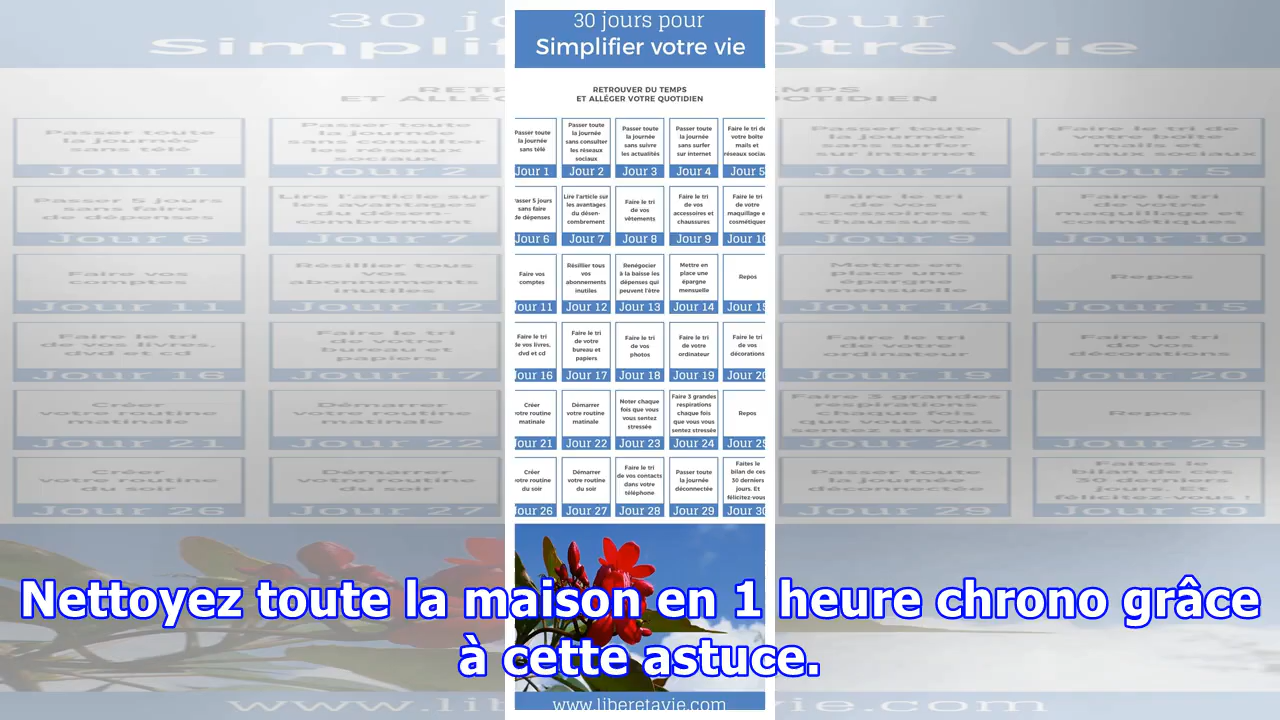 30 jours pour
Simplifier votre vie
RETROUVER DU TEMPS
ET ALLÉGER VOTRE QUOTIDIEN
Passer toute
la journée
sans télé
Jour 1
Passer toute
la journée
sans consulter
les réseaux
sociaux
Jour 2
Passer toute
la journée
sans suivre
les actualités
Jour 3
Passer toute
la journée
sans surfer
sur internet
Jour 4
Faire le tri de
votre boîte
mails et
réseaux sociaux
Jour 5
Passer 5 jours
sans faire
de dépenses
Jour 6
Lire l'article sur
les avantages
du désen-
combrement
Jour 7
Faire le tri
de vos
vêtements
Jour 8
Faire le tri
de vos
accessoires et
chaussures
Jour 9
Faire le tri
de votre
maquillage et
cosmétiques
Jour 10
Faire vos
comptes
Jour 11
Résillier tous
vos
abonnements
inutiles
Jour 12
Renégocier
à la baisse les
dépenses qui
peuvent l'être
Jour 13
Mettre en
place une
épargne
mensuelle
Jour 14
Repos
Jour 15
Faire le tri
de vos livres,
dvd et cd
Jour 16
Faire le tri
de votre
bureau et
papiers
Jour 17
Faire le tri
de vos
photos
Jour 18
Faire le tri
de votre
ordinateur
Jour 19
Faire le tri
de vos
décorations
Jour 20
Créer
votre routine
matinale
Jour 21
Démarrer
votre routine
matinale
Jour 22
Noter chaque
fois que vous
vous sentez
stressée
Jour 23
Faire 3 grandes
respirations
chaque fois
que vous vous
sentez stressée
Jour 24
Repos
Jour 25
Créer
votre routine
du soir
Jour 26
Démarrer
votre routine
du soir
Jour 27
Faire le tri
de vos contacts
dans votre
téléphone
Jour 28
Passer toute
la journée
déconnectée
Jour 29
Faites le
bilan de ces
30 derniers
jours. Et
félicitez-vous !
Jour 30
Nettoyez toute la maison en 1 heure chrono grâce
à cette astuce.
www.liberetavie.com